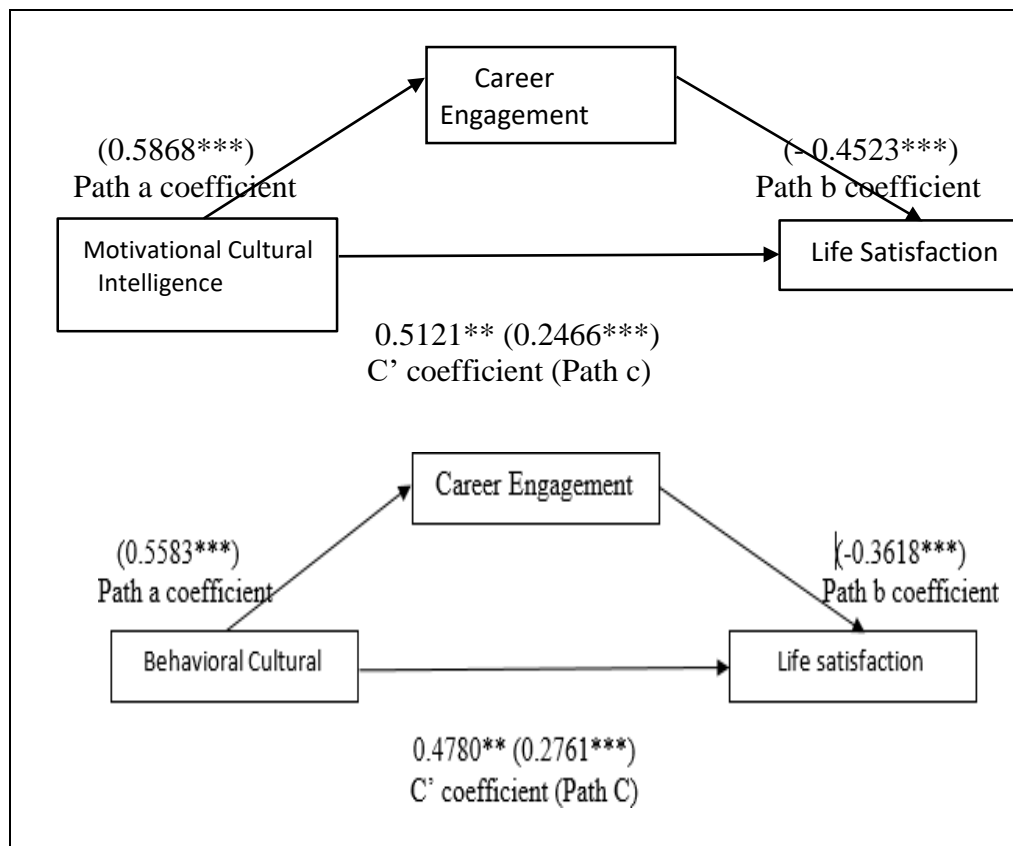 Career
Engagement
(0.5868***)
Path a coefficient
(- 0.4523***)
Path b coefficient
Motivational Cultural
Intelligence
Life Satisfaction
0.5121** (0.2466***)
C’ coefficient (Path c)
Career Engagement
(0.5583***)
Path a coefficient
(-0.3618***)
Path b coefficient
Behavioral Cultural
Life satisfaction
0.4780** (0.2761***)
C’ coefficient (Path C)